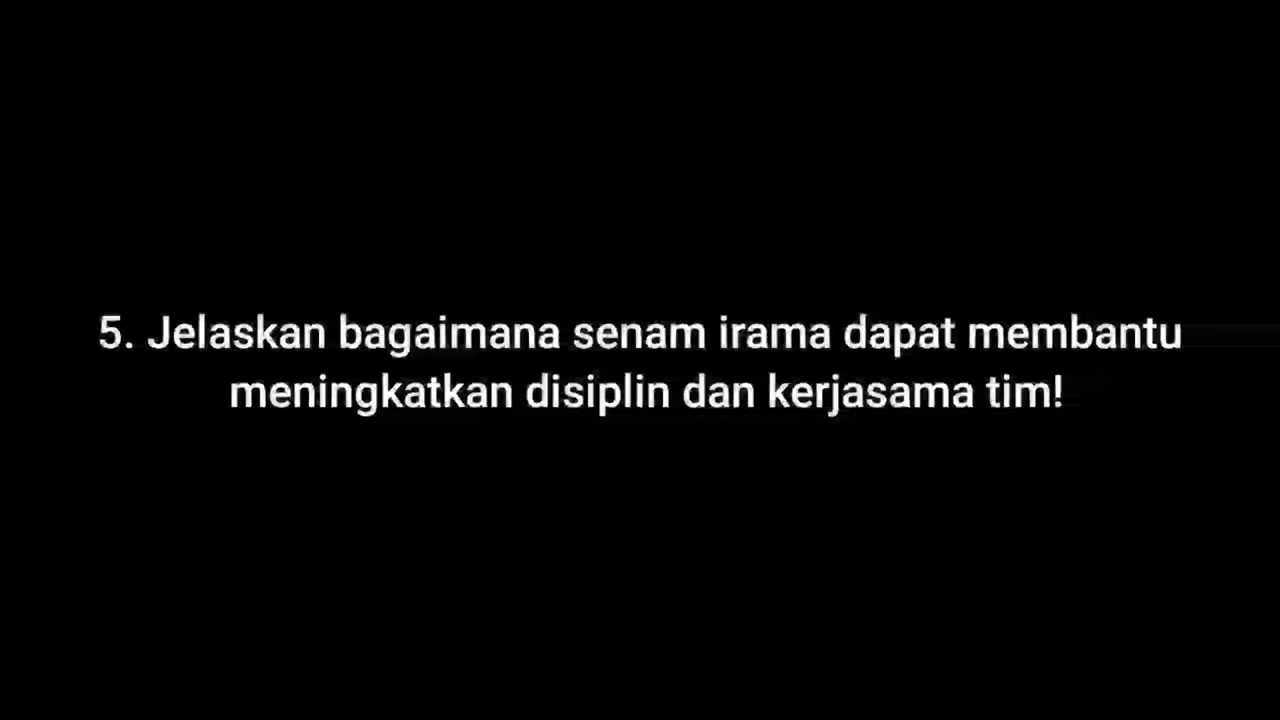 5. Jelaskan bagaimana senam irama dapat membantu
meningkatkan disiplin dan kerjasama tim!